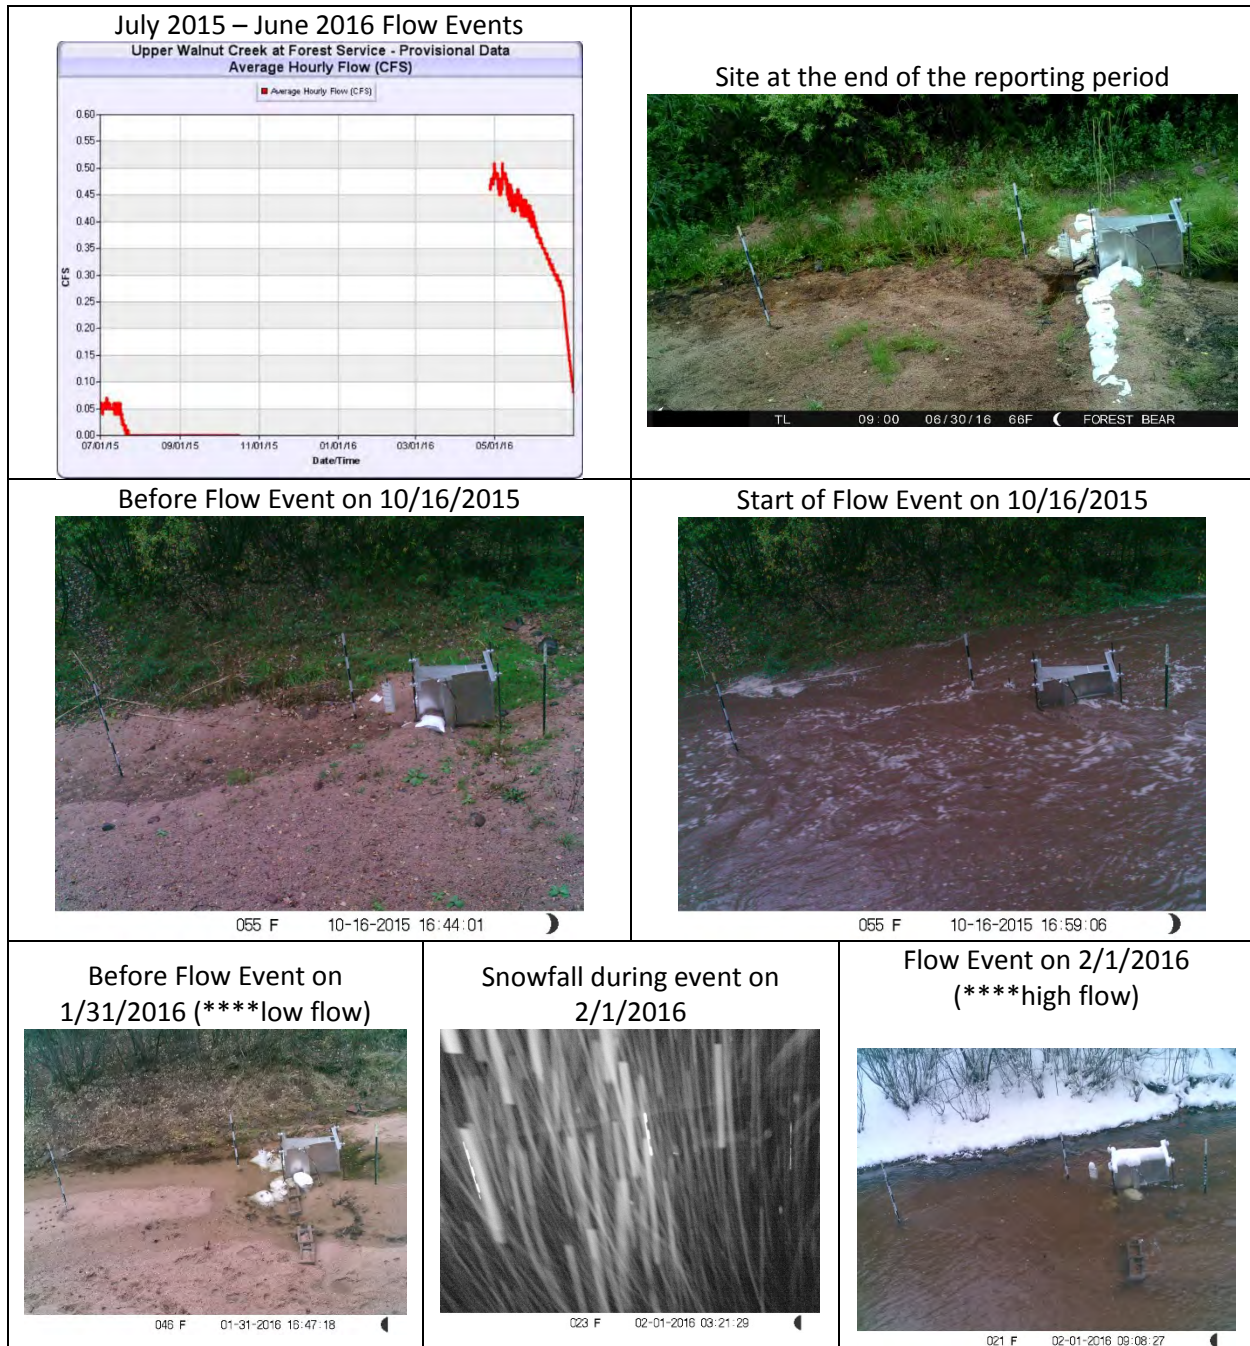 July 2015 – June 2016 Flow Events
Upper Walnut Creek at Forest Service - Provisional Data
Average Hourly Flow (CFS)
Average Hourly Flow (CFS)
0.60
0.55
0.50
0.45
0.40
0.35
0.30
0.25
0.20
0.15
0.10
0.05
0.00
CFS
07/01/15 09/01/15 11/01/15 01/01/16 03/01/16 05/01/16
Date/Time
Site at the end of the reporting period
TL 09:00 06/30/16 66F FOREST BEAR
Before Flow Event on 10/16/2015
055 F 10-16-2015 16:44:01
Start of Flow Event on 10/16/2015
055 F 10-16-2015 16:59:06
Before Flow Event on
1/31/2016 (****low flow)
046 F 01-31-2016 16:47:18
Snowfall during event on
2/1/2016
023 F 02-01-2016 03:21:29
Flow Event on 2/1/2016
(****high flow)
021 F 02-01-2016 09:08:27